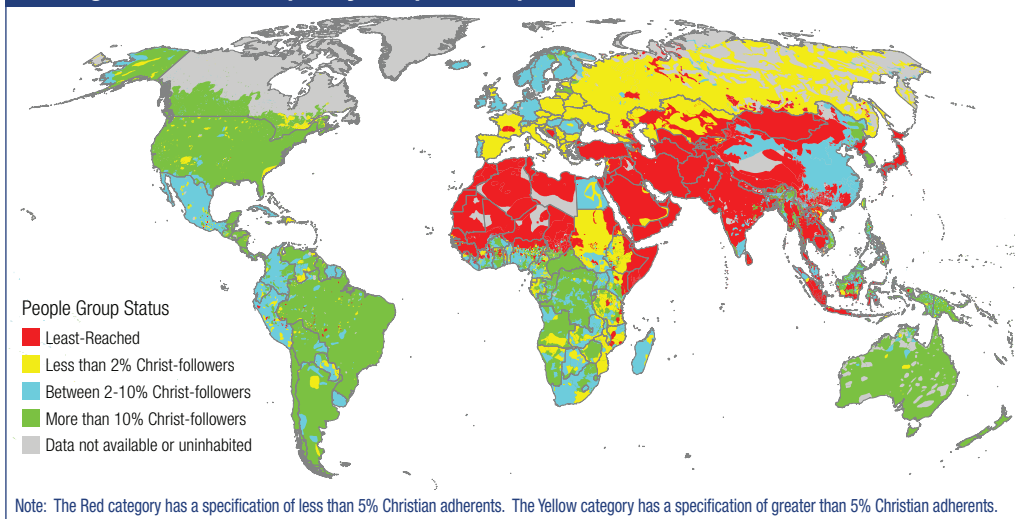 People Group Status
Least-Reached
Less than 2% Christ-followers
Between 2-10% Christ-followers
More than 10% Christ-followers
Data not available or uninhabited
Note: The Red category has a specification of less than 5% Christian adherents. The Yellow category has a specification of greater than 5% Christian adherents.